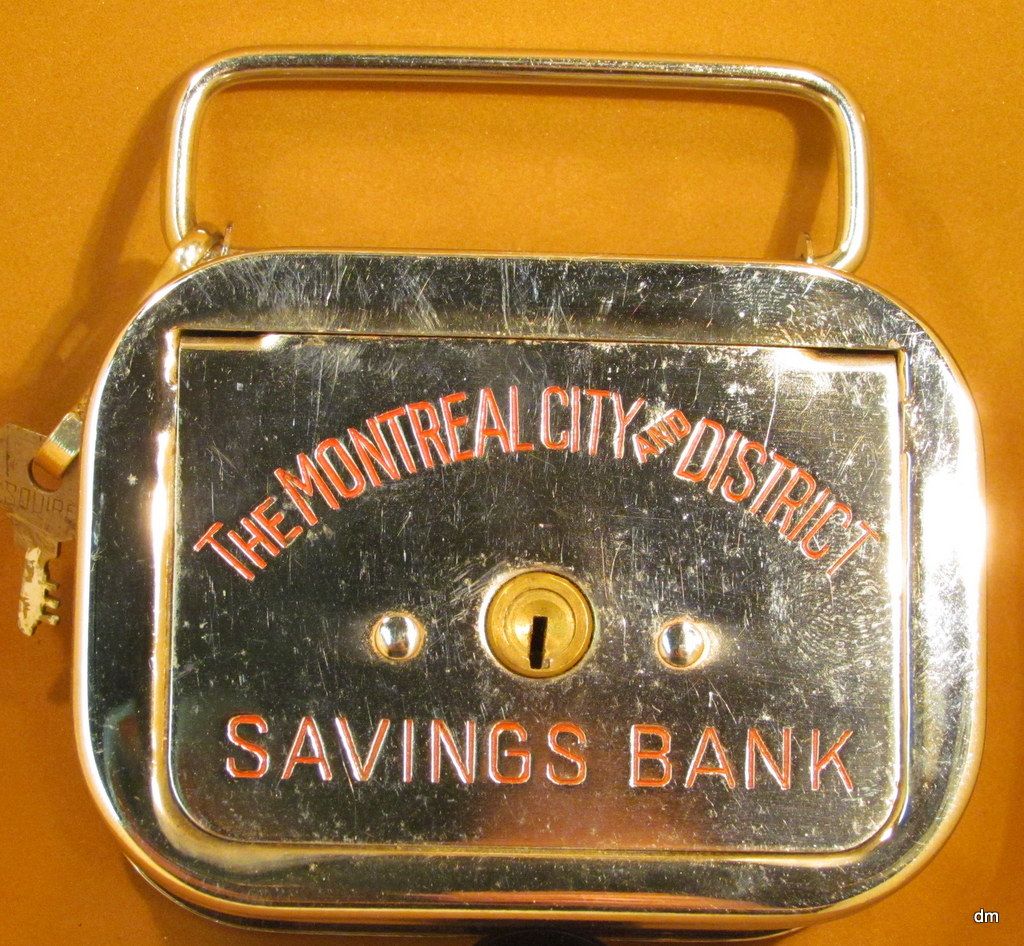 THE MONTREAL CITY AND DISTRICT
SAVINGS BANK
dm